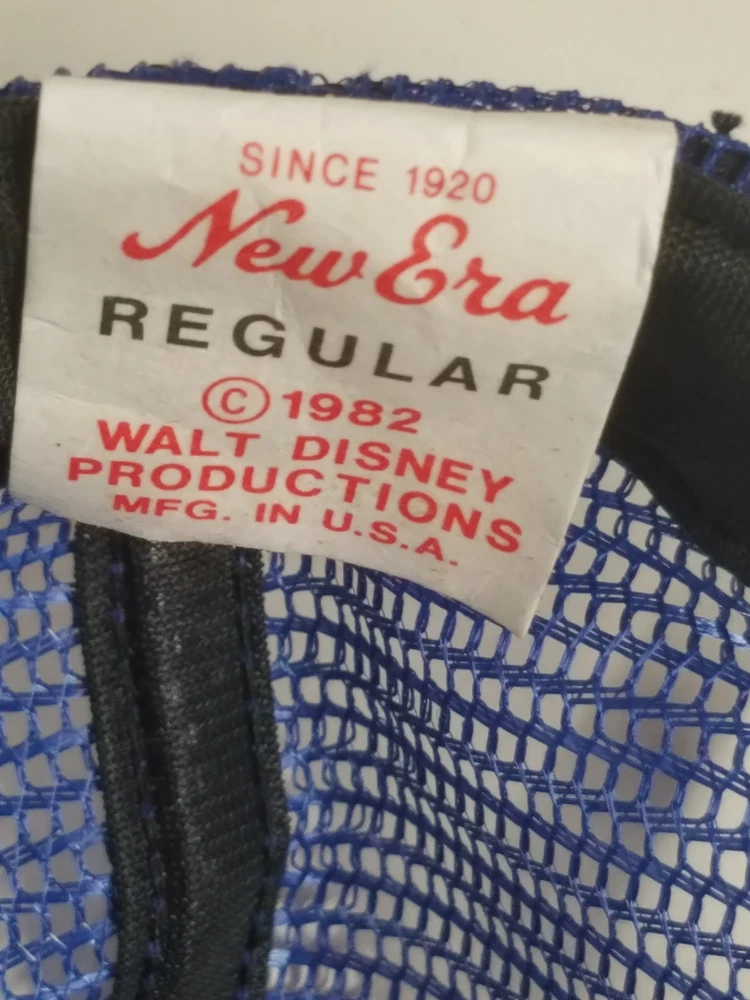 SINCE 1920
New Era
REGULAR
©1982
WALT DISNEY
PRODUCTIONS
MFG. IN U.S.A.